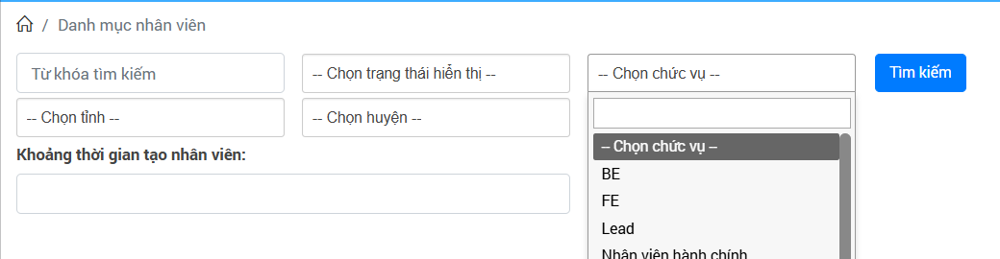 / Danh mục nhân viên
Từ khóa tìm kiếm
-- Chọn trạng thái hiển thị --
-- Chọn chức vụ --
Tìm kiếm
-- Chọn tỉnh --
-- Chọn huyện --
-- Chọn chức vụ --
Khoảng thời gian tạo nhân viên:
BE
FE
Lead
Nhân viên hành chính